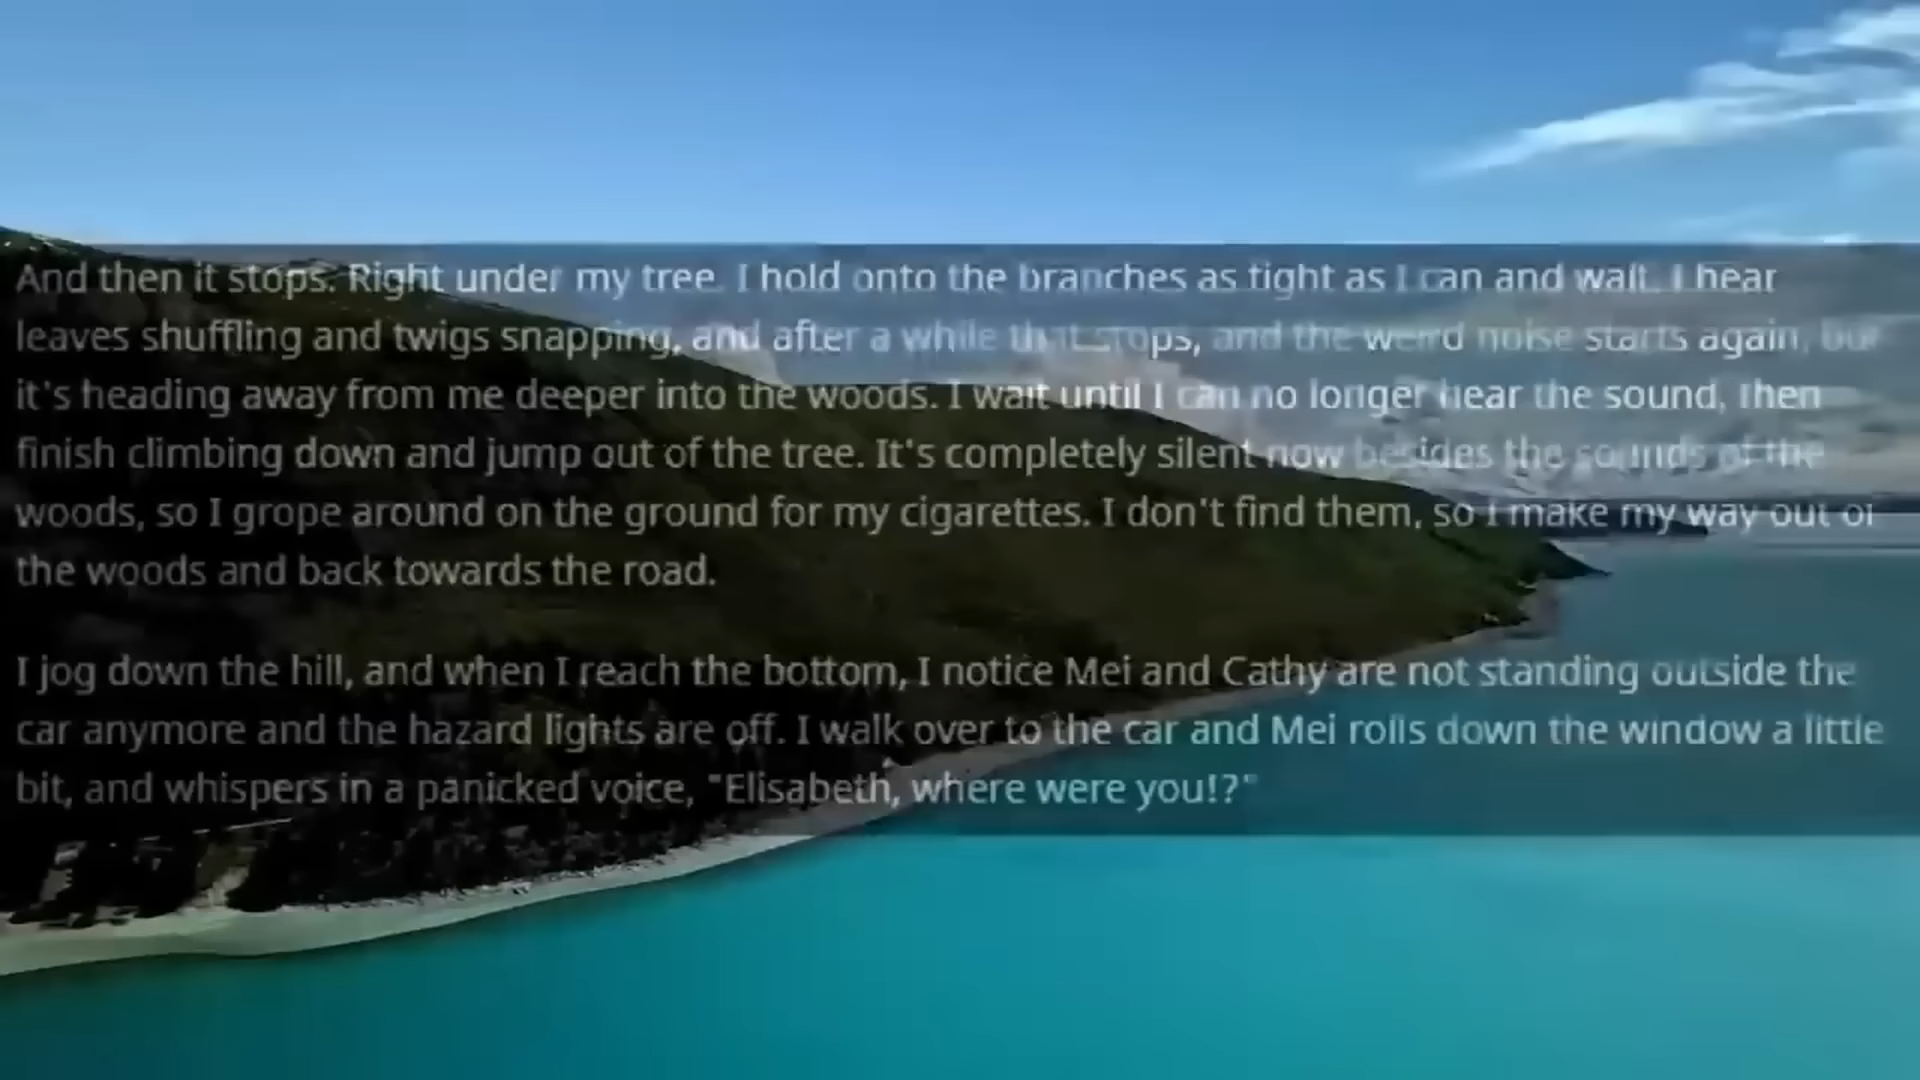 And then it stops. Right under my tree. I hold onto the branches as tight as I can and wait. I hear
leaves shuffling and twigs snapping, and after a while that stops, and the weird noise starts again, but
it's heading away from me deeper into the woods. I wait until I can no longer hear the sound, then
finish climbing down and jump out of the tree. It's completely silent now besides the sounds of the
woods, so I grope around on the ground for my cigarettes. I don't find them, so I make my way out of
the woods and back towards the road.
I jog down the hill, and when I reach the bottom, I notice Mei and Cathy are not standing outside the
car anymore and the hazard lights are off. I walk over to the car and Mei rolls down the window a little
bit, and whispers in a panicked voice, "Elisabeth, where were you!?"